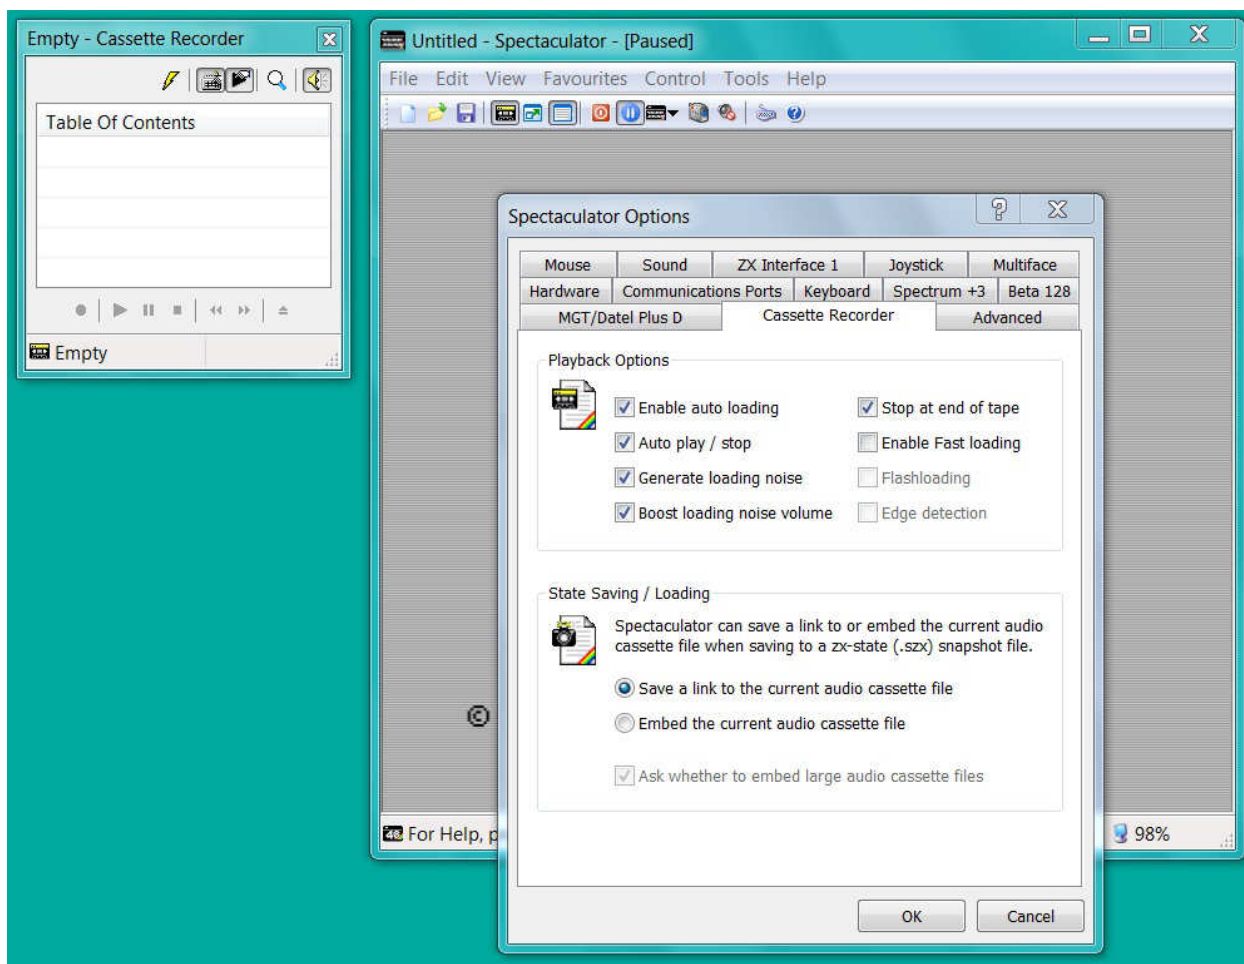 Empty - Cassette Recorder
Table Of Contents
Empty
Untitled - Spectaculator - [Paused]
File Edit View Favourites Control Tools Help
Spectaculator Options
Mouse Sound ZX Interface 1 Joystick Multiface
Hardware Communications Ports Keyboard Spectrum +3 Beta 128
MGT/Datel Plus D Cassette Recorder Advanced
Playback Options
Enable auto loading Stop at end of tape
Auto play / stop Enable Fast loading
Generate loading noise Flashloading
Boost loading noise volume Edge detection
State Saving / Loading
Spectaculator can save a link to or embed the current audio
cassette file when saving to a zx-state (.szx) snapshot file.
Save a link to the current audio cassette file
©
Embed the current audio cassette file
Ask whether to embed large audio cassette files
For Help, p
98%
OK Cancel